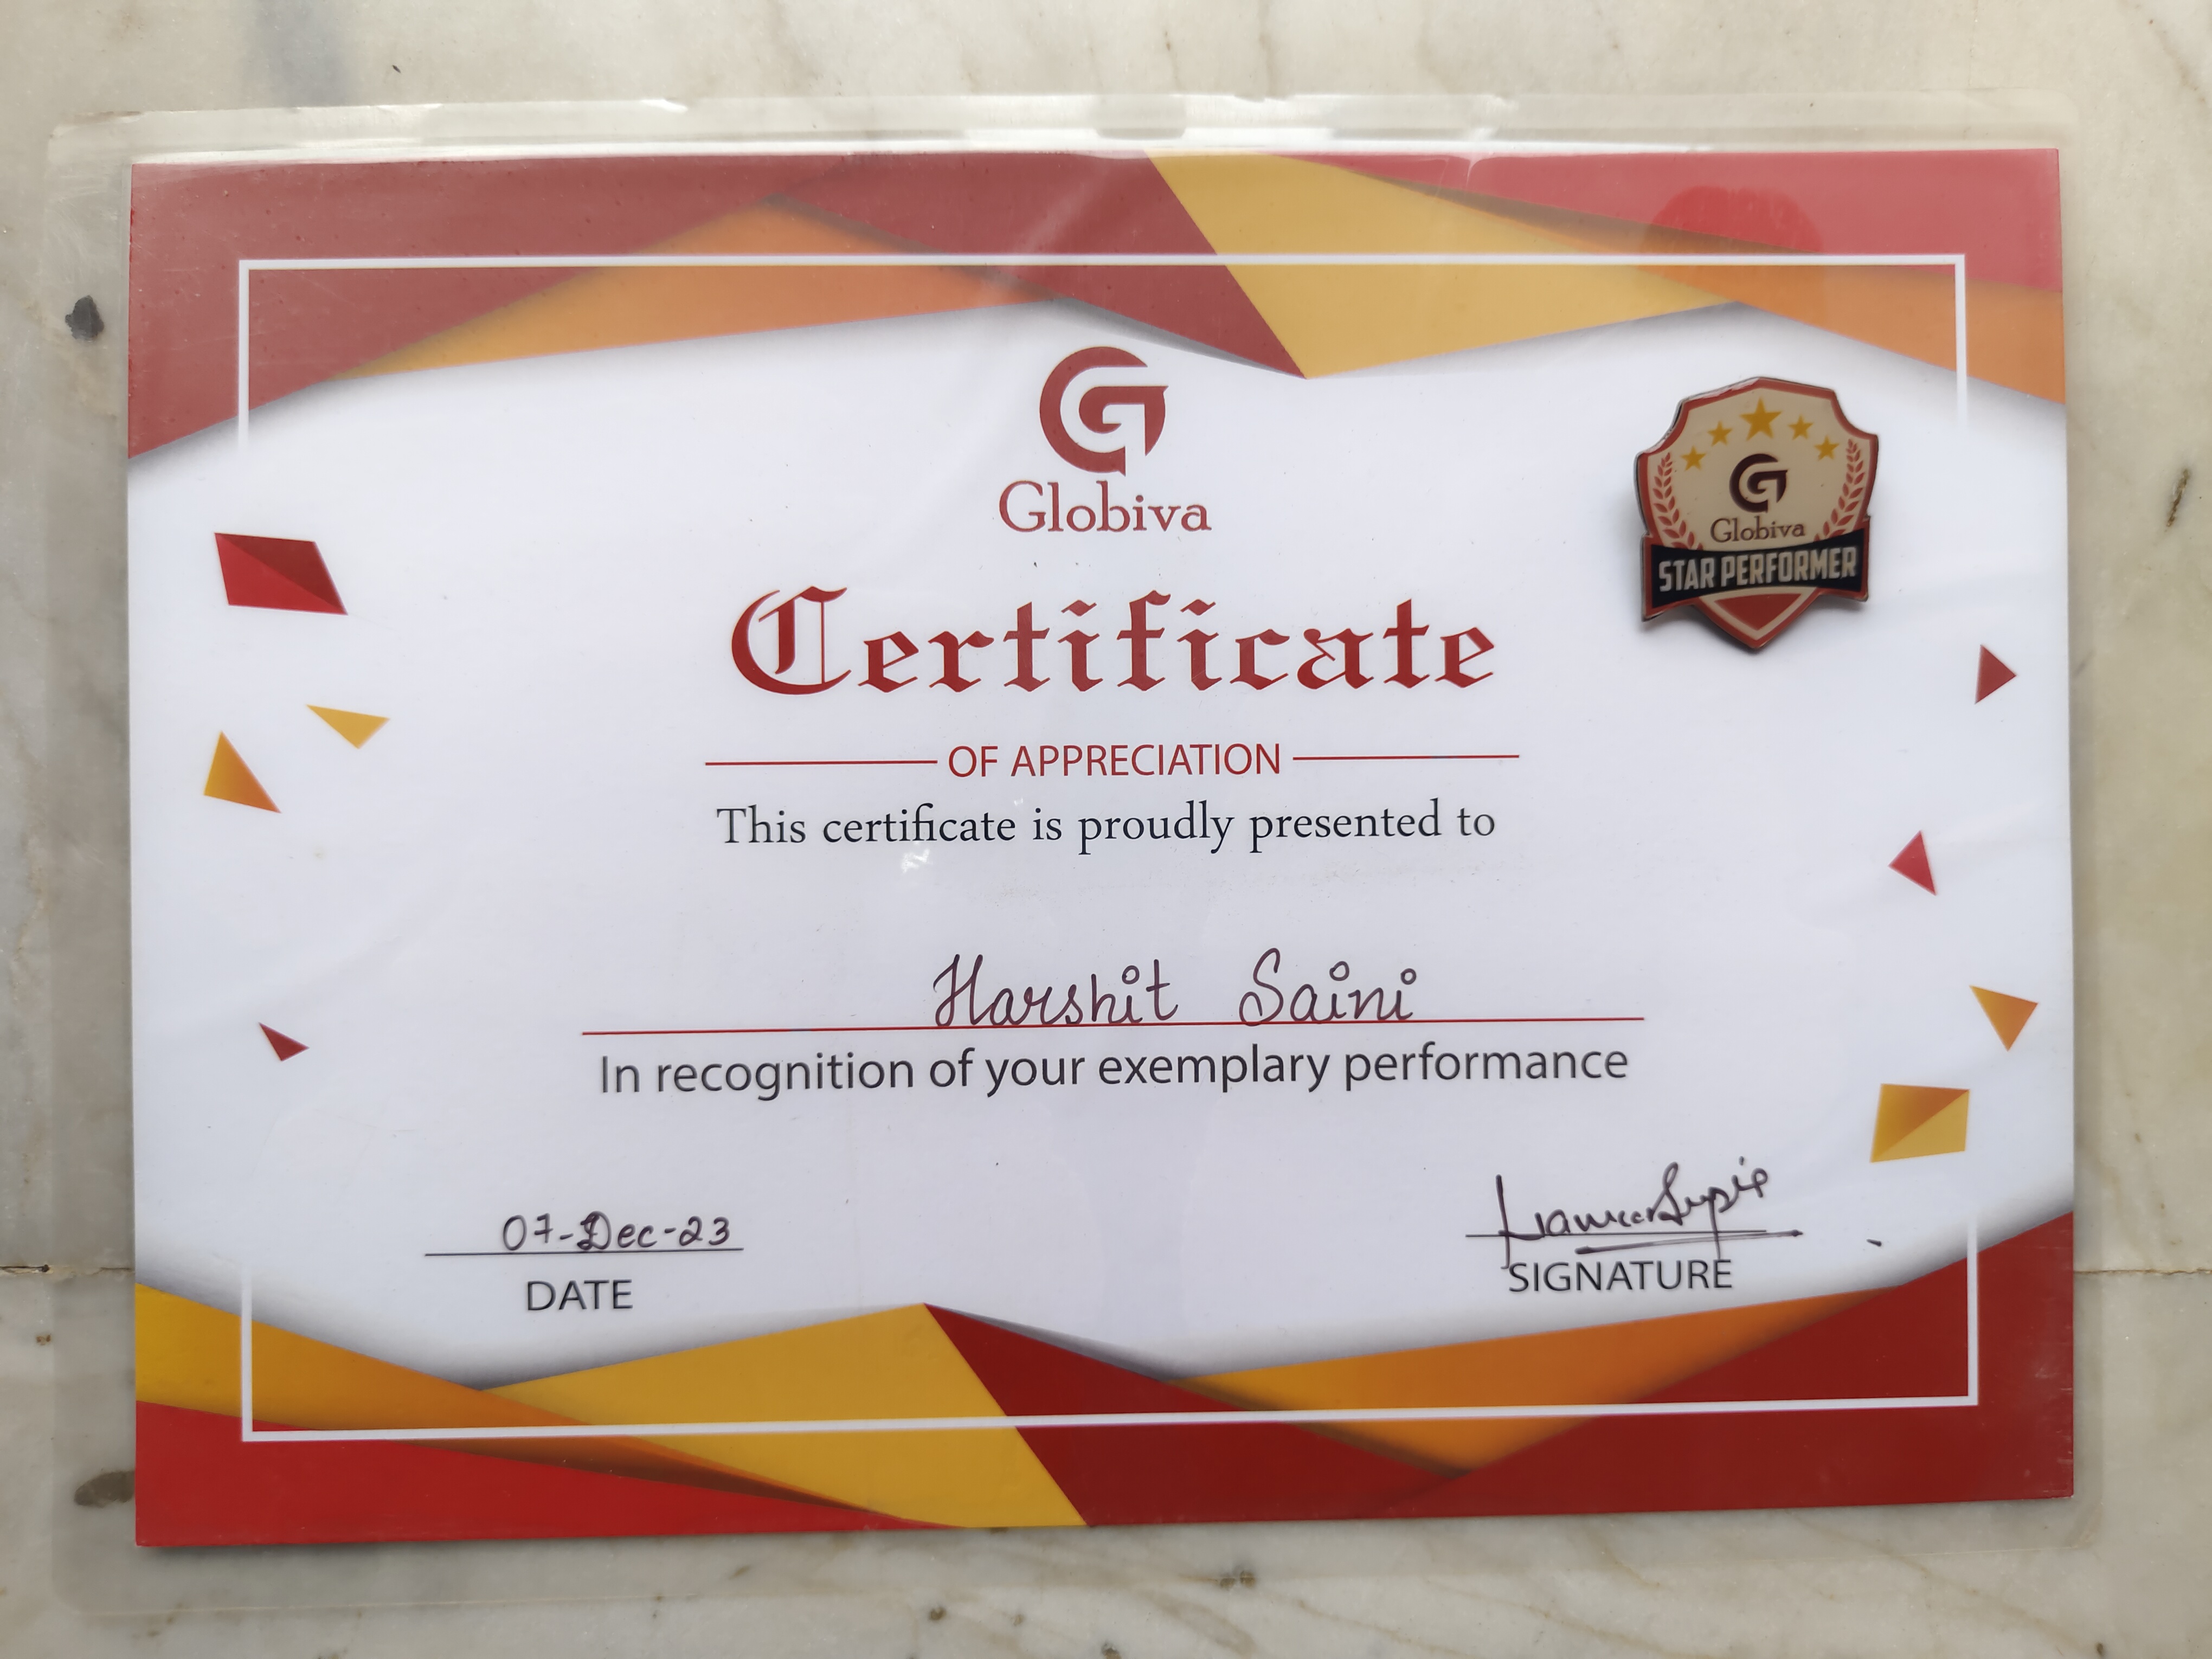 Globiva
Globiva
STAR PERFORMER
Certificate
OF APPRECIATION
This certificate is proudly presented to
Harshit Saini
In recognition of your exemplary performance
07-Dec-23
DATE
SIGNATURE